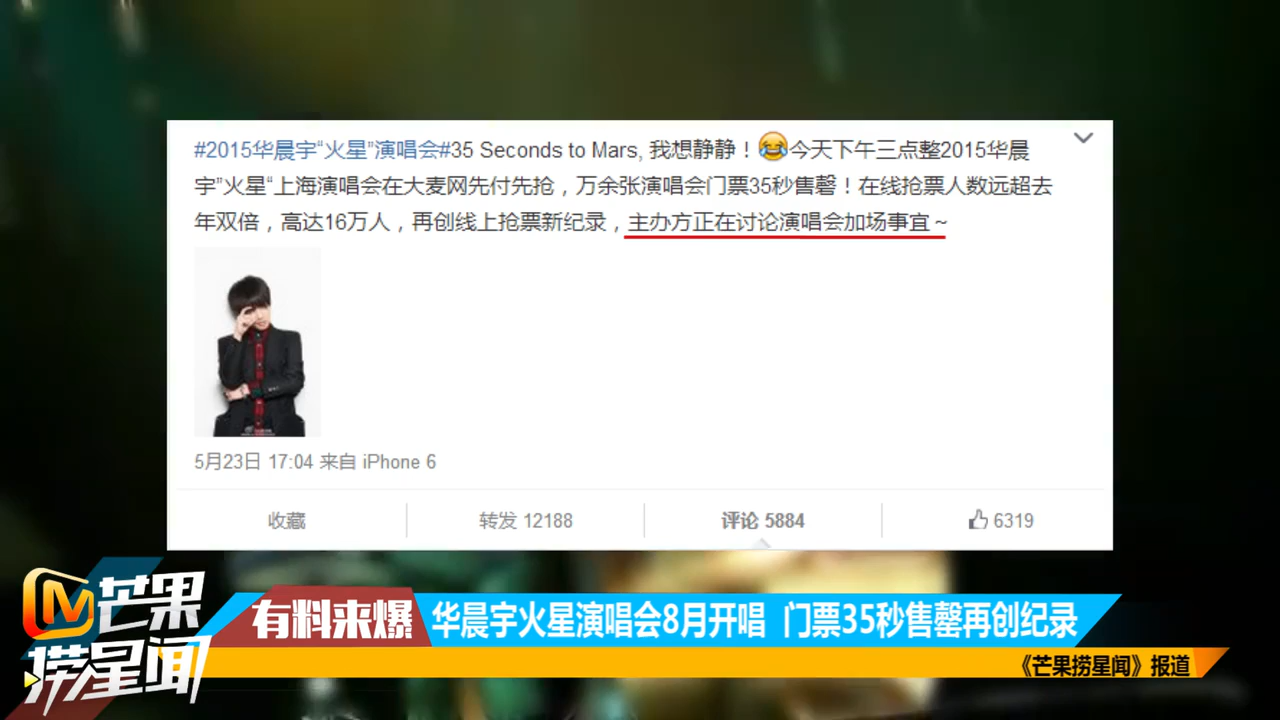 #2015华晨宇“火星”演唱会#35 Seconds to Mars, 我想静静！😂今天下午三点整2015华晨
宇”火星“上海演唱会在大麦网先付先抢，万余张演唱会门票35秒售罄！在线抢票人数远超去
年双倍，高达16万人，再创线上抢票新纪录，主办方正在讨论演唱会加场事宜～
5月23日 17:04 来自 iPhone 6
收藏 转发 12188 评论 5884 6319
芒果
捞星闻
有料来爆 华晨宇火星演唱会8月开唱 门票35秒售罄再创纪录
《芒果捞星闻》报道